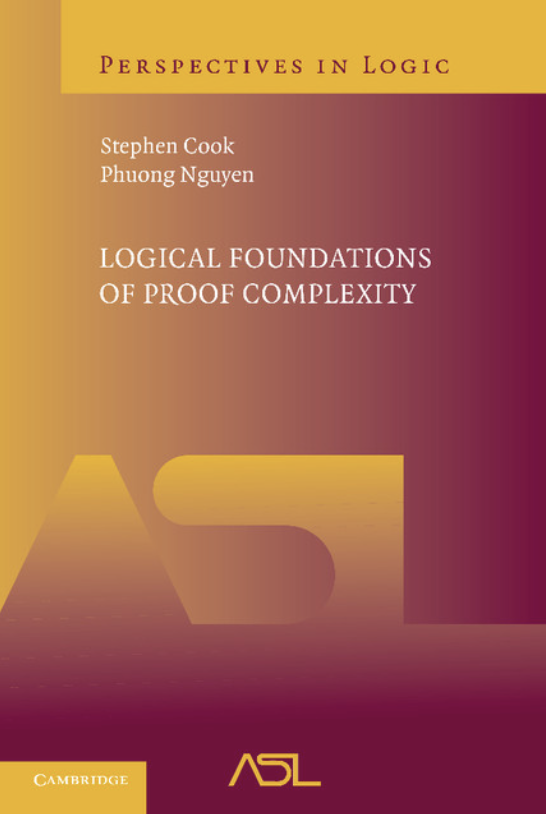 PERSPECTIVES IN LOGIC
Stephen Cook
Phuong Nguyen
LOGICAL FOUNDATIONS
OF PROOF COMPLEXITY
ASL
CAMBRIDGE
ASL